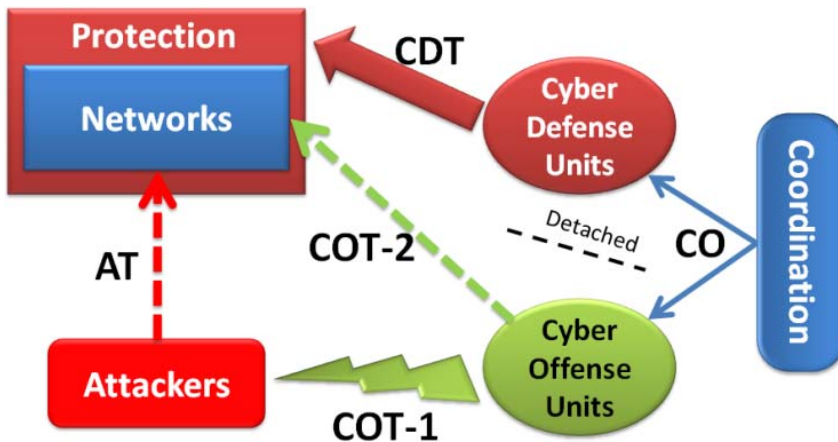 Protection
Networks
CDT
Cyber
Defense
Units
Coordination
Detached
CO
COT-2
AT
Cyber
Offense
Units
Attackers
COT-1